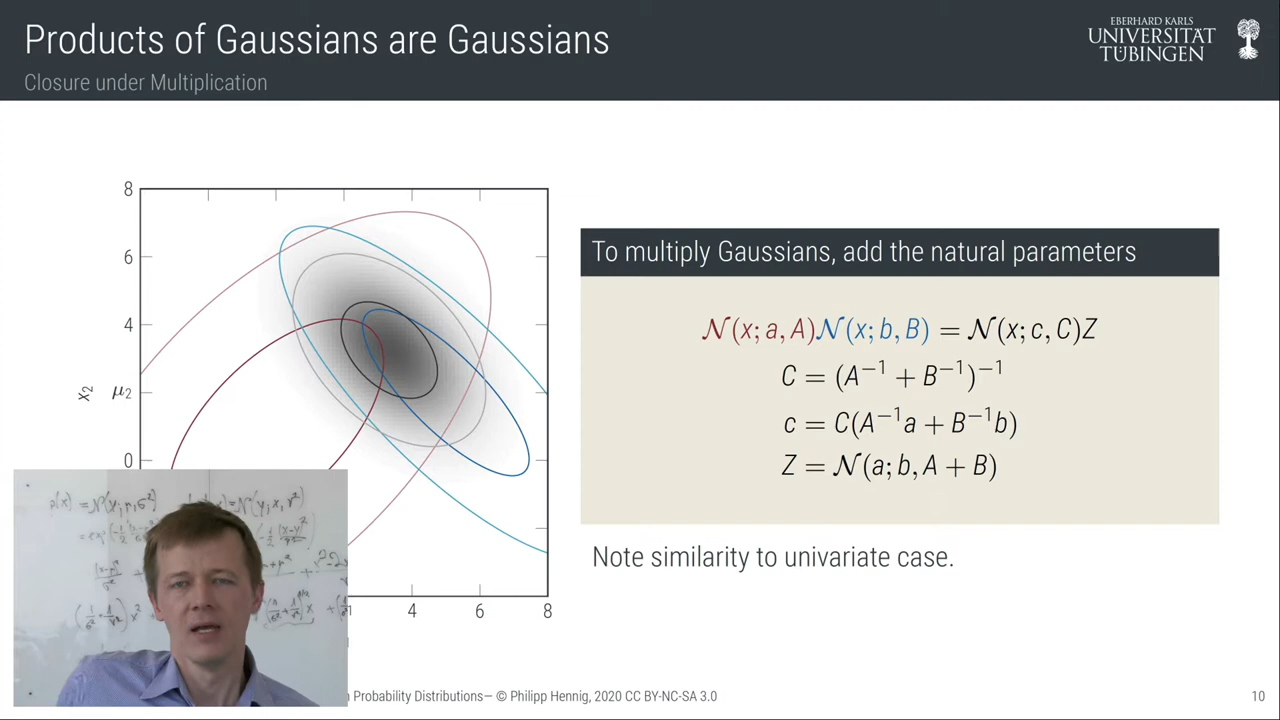 Products of Gaussians are Gaussians
Closure under Multiplication
EBERHARD KARLS
UNIVERSITÄT
TÜBINGEN
8
6
4
μ2
0
x2
4
6
8
To multiply Gaussians, add the natural parameters
𝒩(x; a, A)𝒩(x; b, B) = 𝒩(x; c, C)Z
C = (A⁻¹ + B⁻¹)⁻¹
c = C(A⁻¹a + B⁻¹b)
Z = 𝒩(a; b, A + B)
Note similarity to univariate case.
Probability Distributions— © Philipp Hennig, 2020 CC BY-NC-SA 3.0
10